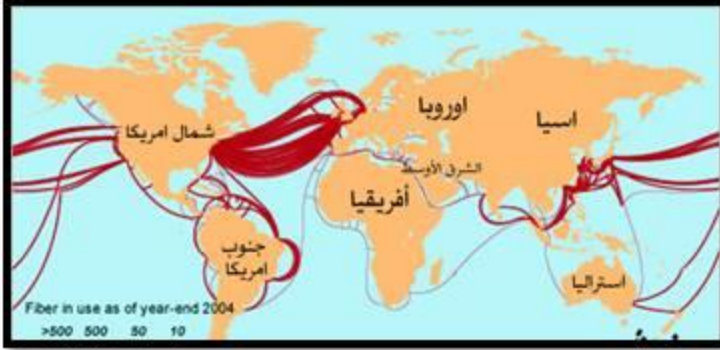 اوروبا
اسيا
شمال امريكا
الشرق الأوسط
أفريقيا
جنوب
امريكا
استراليا
Fiber in use as of year-end 2004
>500 500 50 10